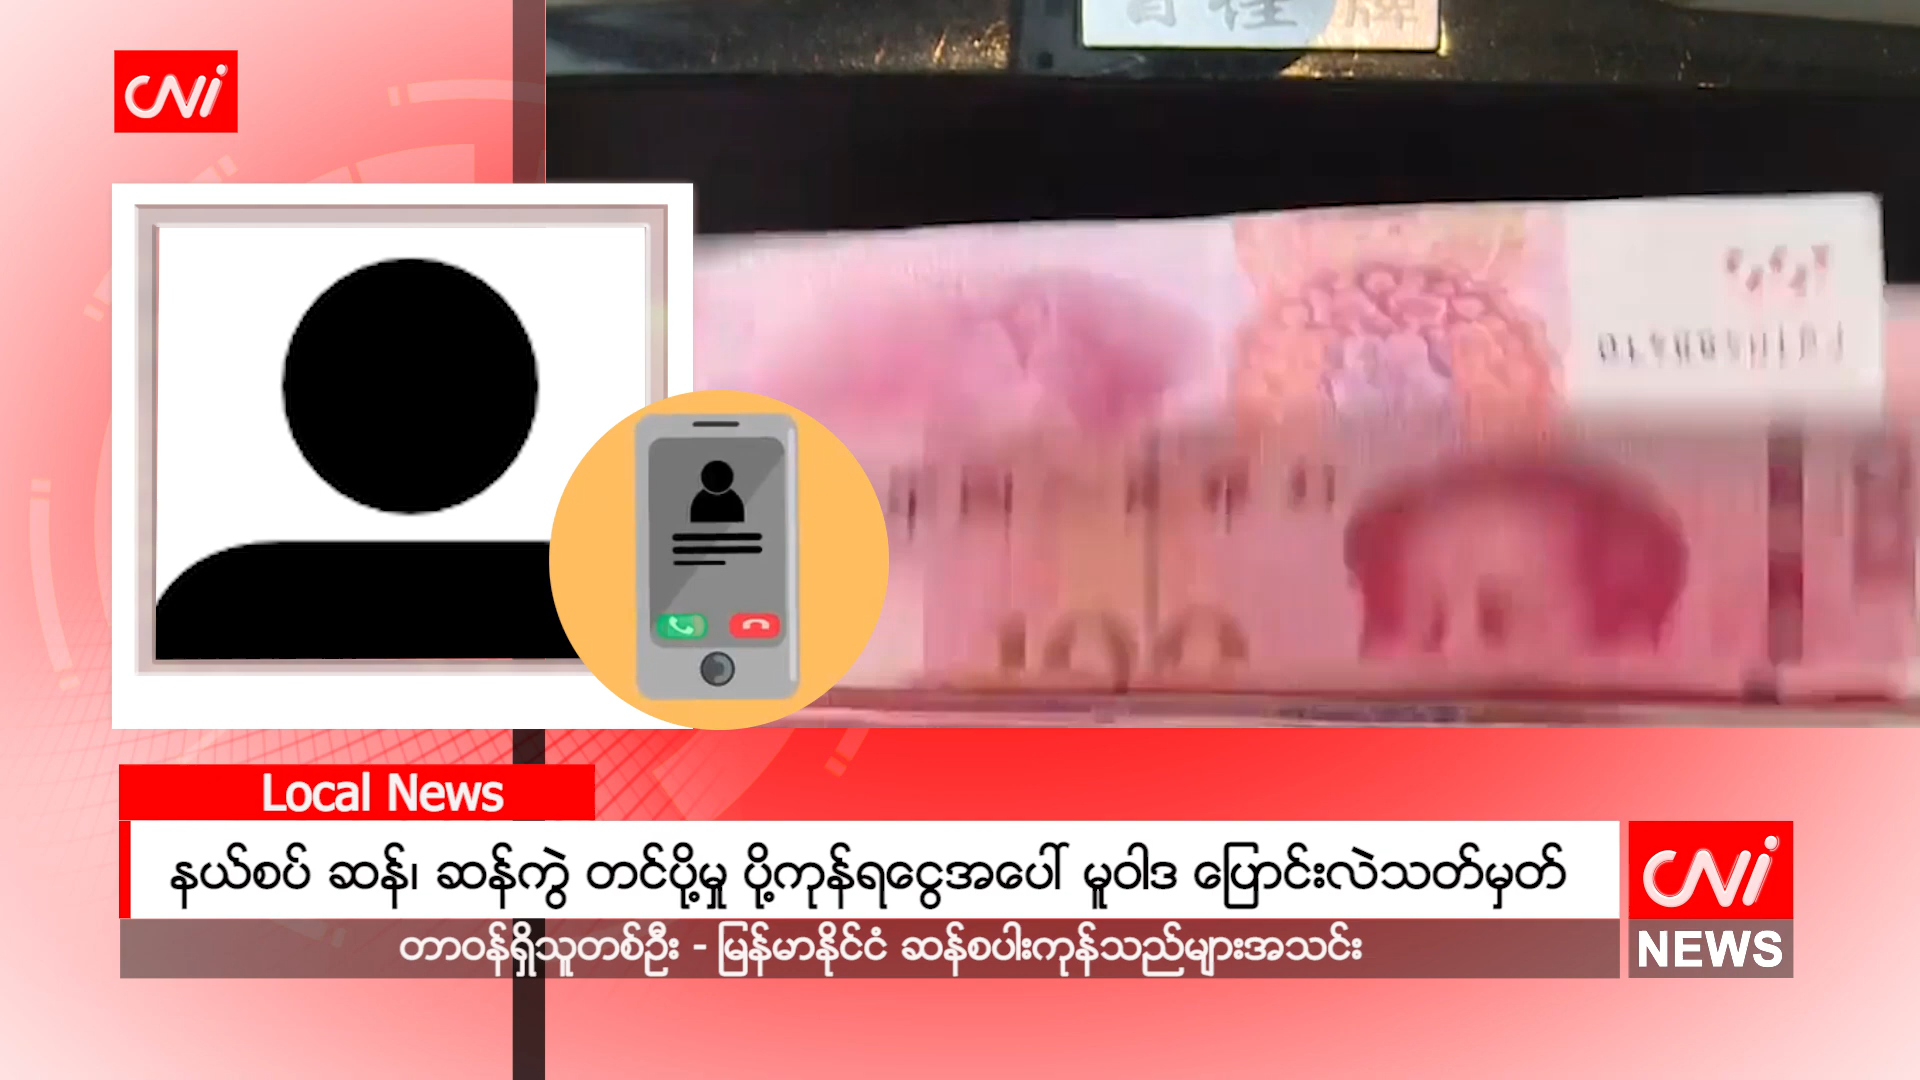 CNI
Local News
နယ်စပ် ဆန်၊ ဆန်ကွဲ တင်ပို့မှု ပို့ကုန်ရငွေအပေါ် မူဝါဒ ပြောင်းလဲသတ်မှတ်
တာဝန်ရှိသူတစ်ဦး - မြန်မာနိုင်ငံ ဆန်စပါးကုန်သည်များအသင်း
CNI
NEWS